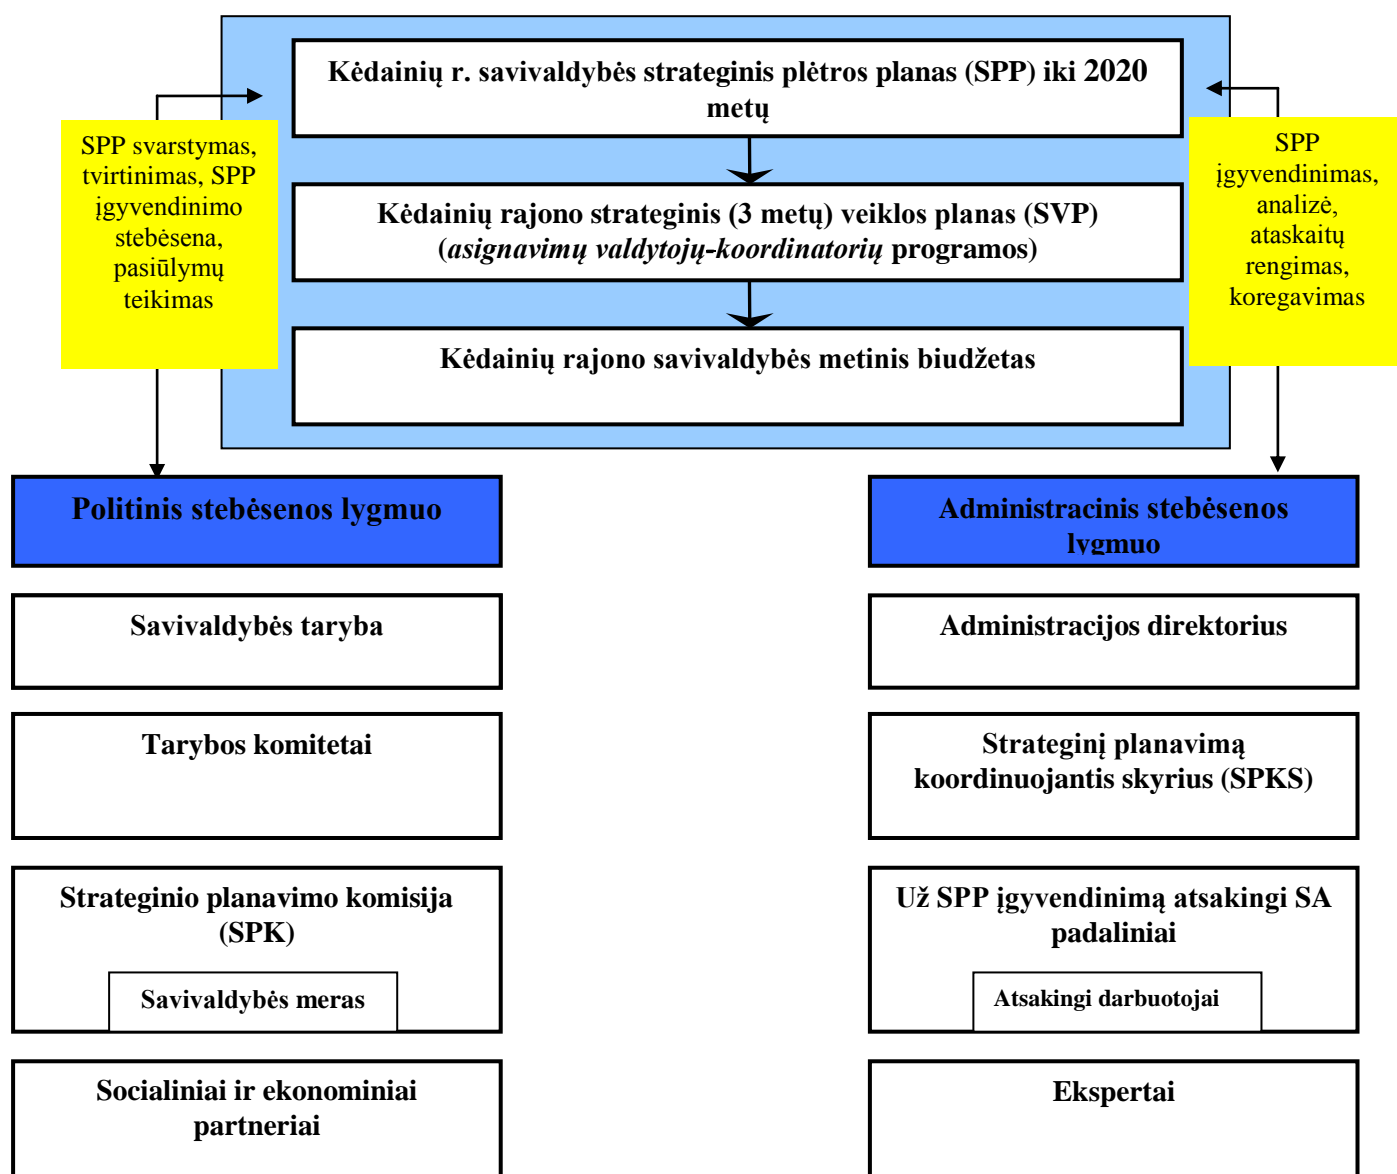 Kėdainių r. savivaldybės strateginis plėtros planas (SPP) iki 2020
metų
SPP svarstymas,
tvirtinimas, SPP
įgyvendinimo
stebėsena,
pasiūlymų
teikimas
SPP
įgyvendinimas,
analizė,
ataskaitų
rengimas,
koregavimas
Kėdainių rajono strateginis (3 metų) veiklos planas (SVP)
(asignavimų valdytojų-koordinatorių programos)
Kėdainių rajono savivaldybės metinis biudžetas
Politinis stebėsenos lygmuo
Savivaldybės taryba
Tarybos komitetai
Strateginio planavimo komisija
(SPK)
Savivaldybės meras
Socialiniai ir ekonominiai
partneriai
Administracinis stebėsenos
lygmuo
Administracijos direktorius
Strateginį planavimą
koordinuojantis skyrius (SPKS)
Už SPP įgyvendinimą atsakingi SA
padaliniai
Atsakingi darbuotojai
Ekspertai